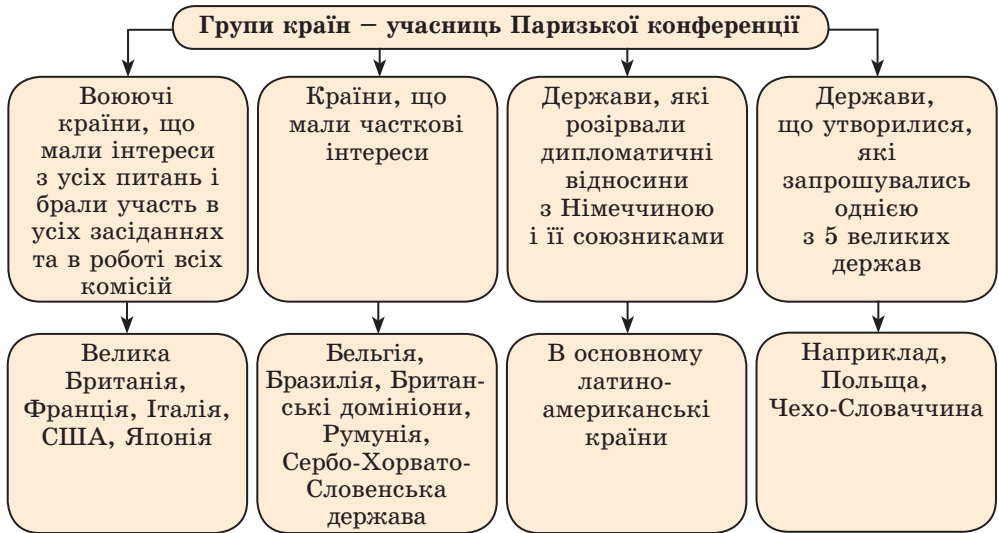 Групи країн – учасниць Паризької конференції
Воюючі
країни, що
мали інтереси
з усіх питань і
брали участь в
усіх засіданнях
та в роботі всіх
комісій
Країни, що
мали часткові
інтереси
Держави, які
розірвали
дипломатичні
відносини
з Німеччиною
і її союзниками
Держави,
що утворилися,
які
запрошувались
однією
з 5 великих
держав
Велика
Британія,
Франція, Італія,
США, Японія
Бельгія,
Бразилія, Британ-
ські домініони,
Румунія,
Сербо-Хорвато-
Словенська
держава
В основному
латино-
американські
країни
Наприклад,
Польща,
Чехо-Словаччина